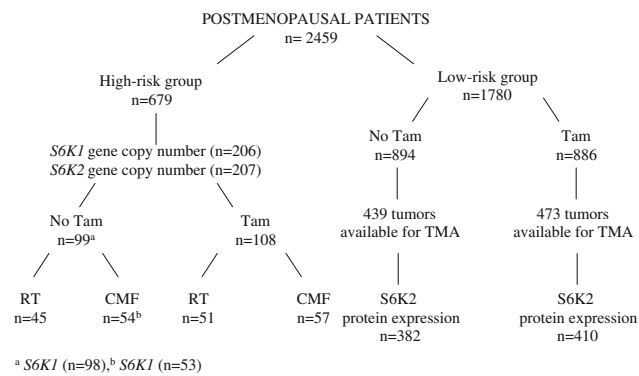 POSTMENOPAUSAL PATIENTS
n= 2459
High-risk group
n=679
Low-risk group
n=1780
S6K1 gene copy number (n=206)
S6K2 gene copy number (n=207)
No Tam
n=894
Tam
n=886
No Tam
n=99ª
Tam
n=108
439 tumors
available for TMA
473 tumors
available for TMA
RT
n=45
CMF
n=54ᵇ
RT
n=51
CMF
n=57
S6K2
protein expression
n=382
S6K2
protein expression
n=410
ª S6K1 (n=98),ᵇ S6K1 (n=53)